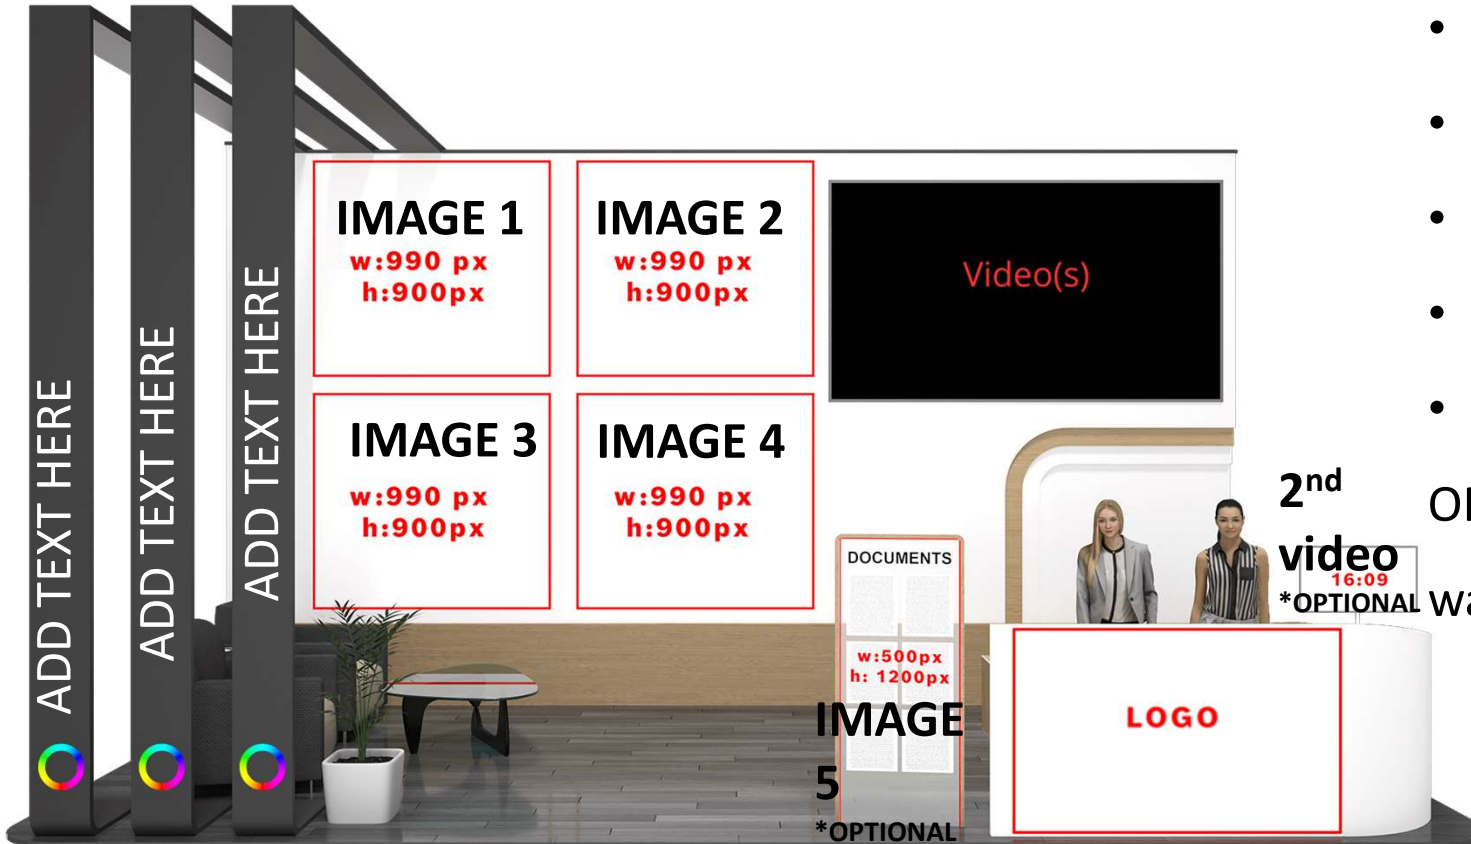 ADD TEXT HERE
ADD TEXT HERE
ADD TEXT HERE
IMAGE 1
w:990 px
h:900px
IMAGE 2
w:990 px
h:900px
Video(s)
IMAGE 3
w:990 px
h:900px
IMAGE 4
w:990 px
h:900px
2nd
video
16:09
*OPTIONAL
DOCUMENTS
w:500px
h: 1200px
IMAGE
5
*OPTIONAL
LOGO